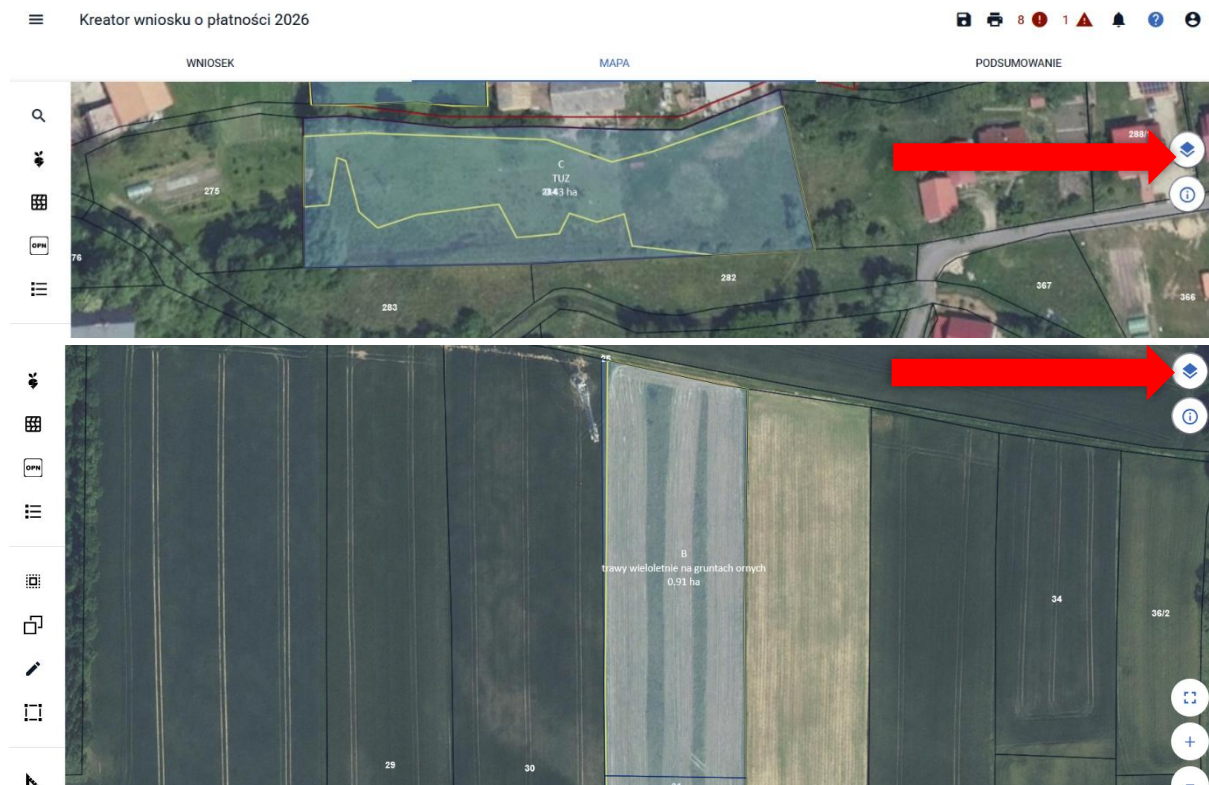 Kreator wniosku o płatności 2026
8
1
WNIOSEK
MAPA
PODSUMOWANIE
288/
C
TUZ
ha
275
OPN
76
282
283
367
366
OPN
B
trawy wieloletnie na gruntach ornych
0,91 ha
34
36/2
29
30